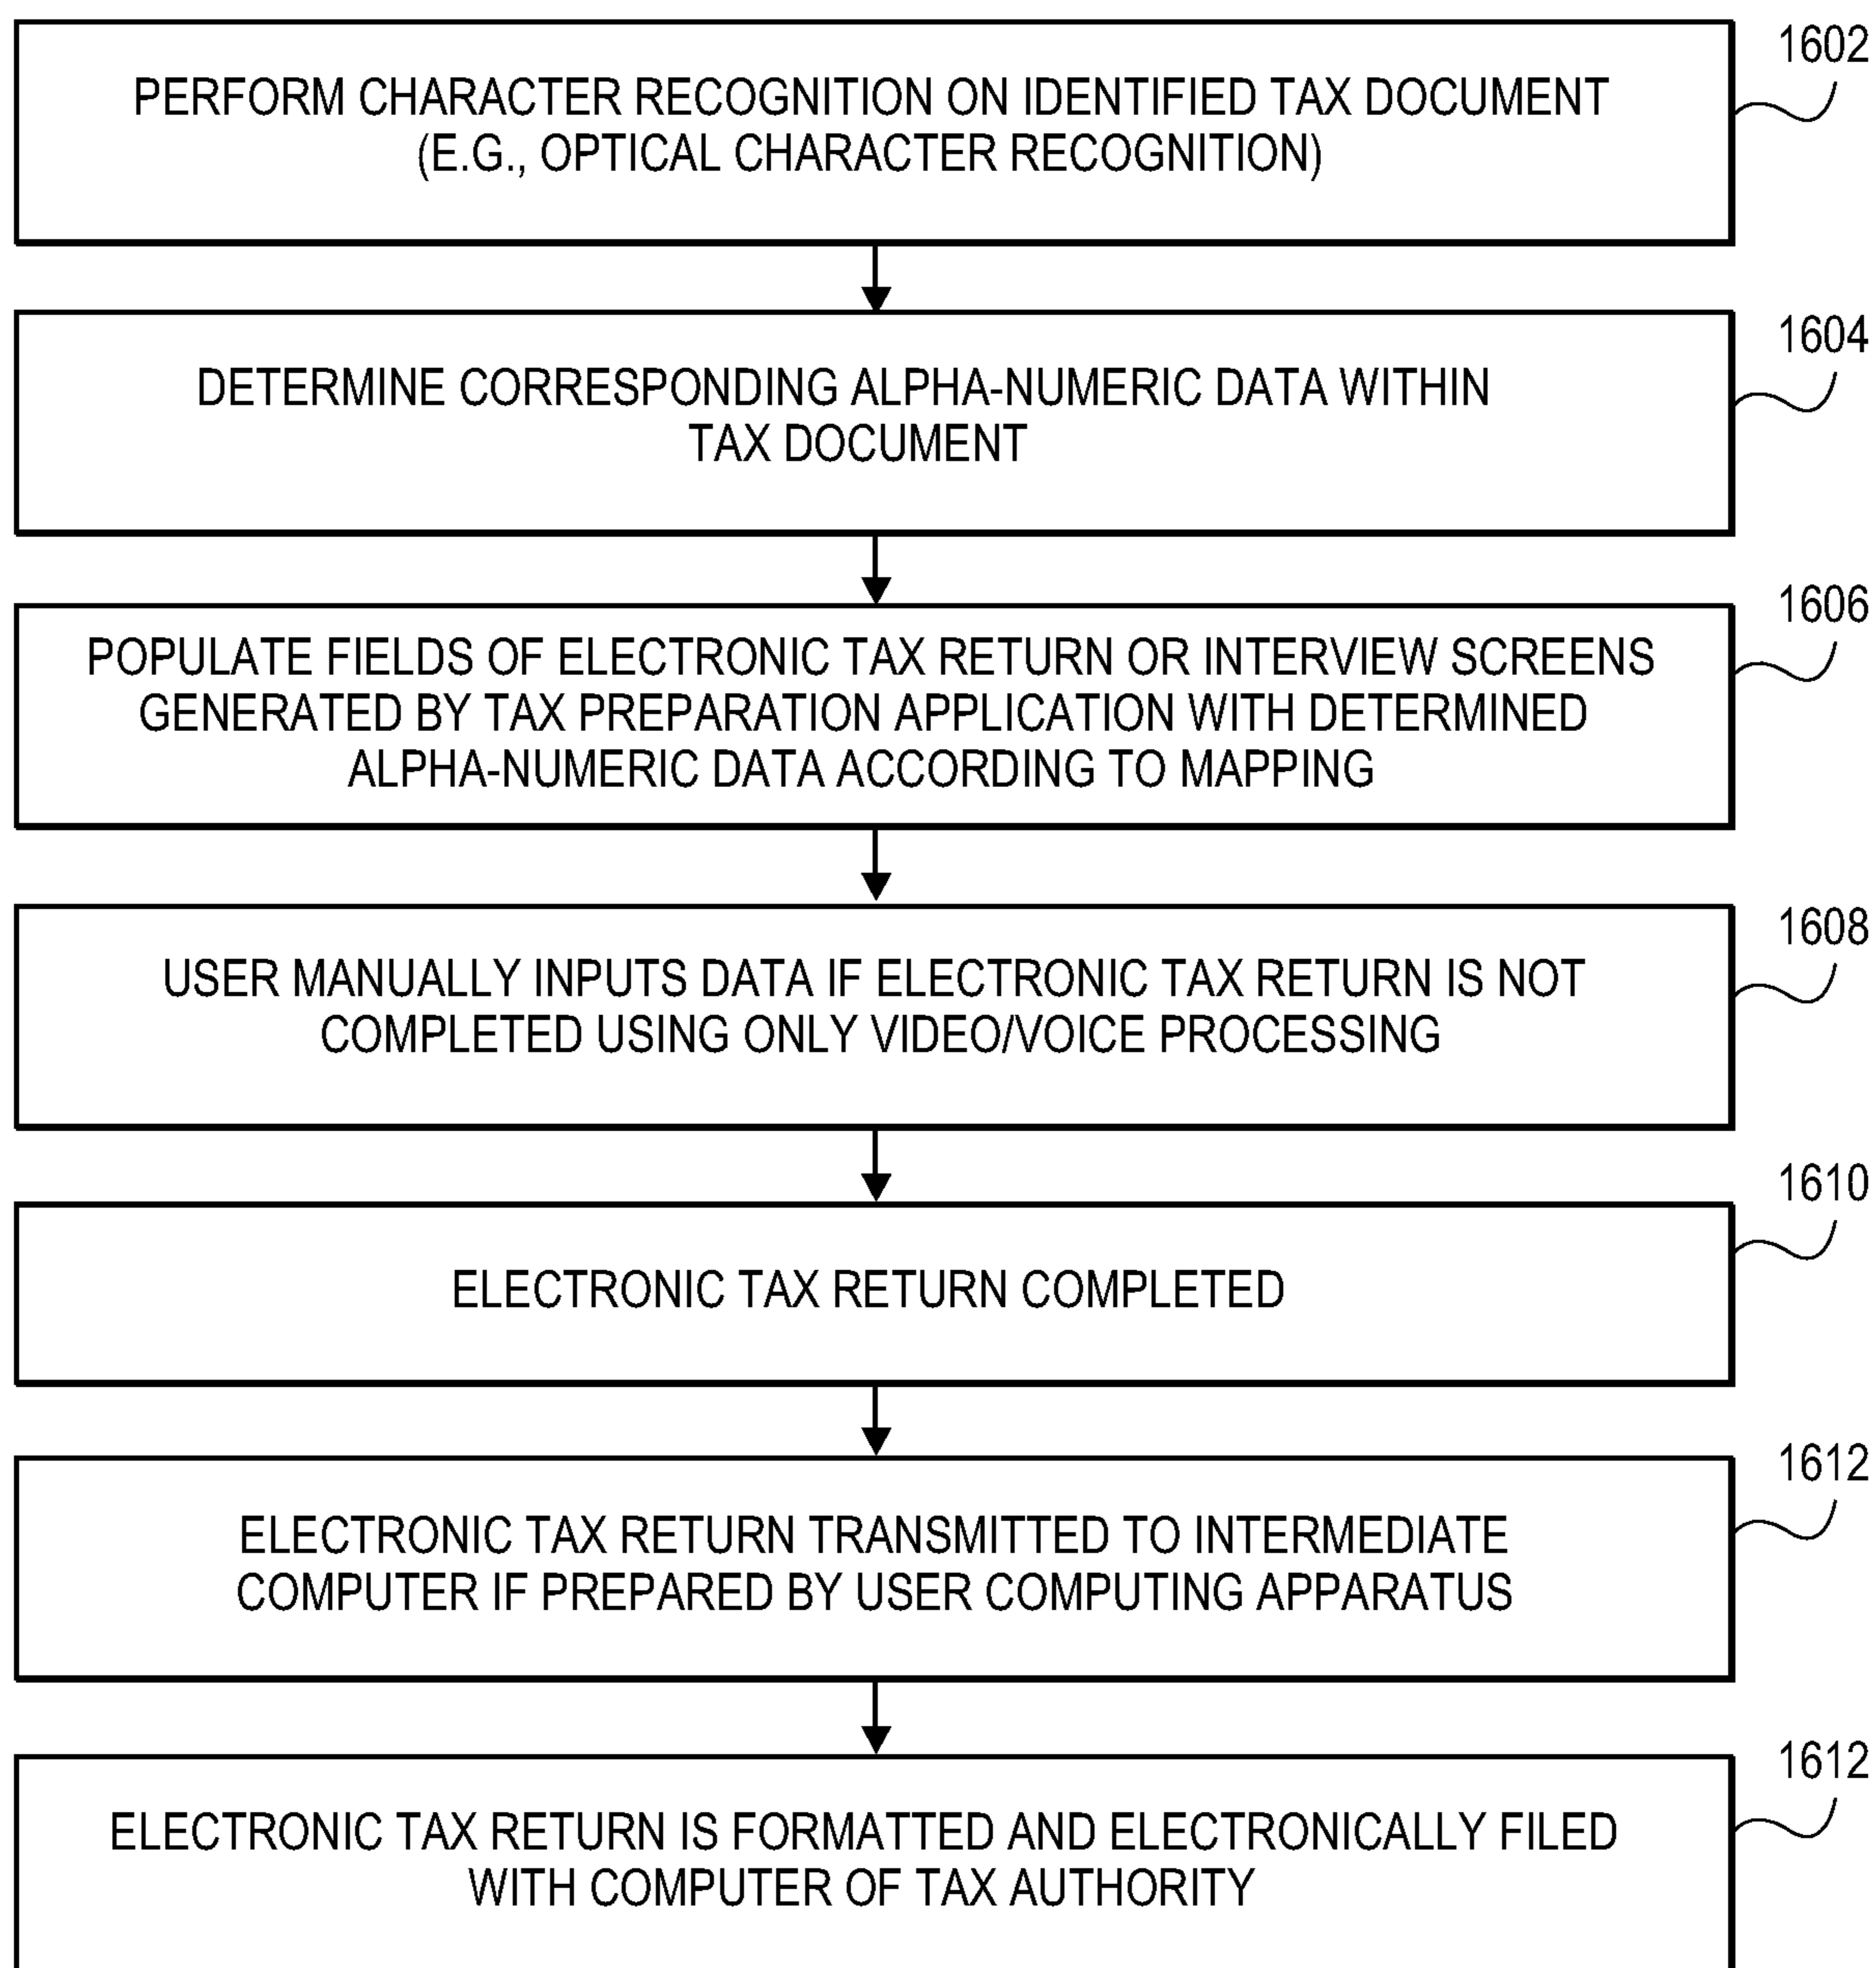 1602
PERFORM CHARACTER RECOGNITION ON IDENTIFIED TAX DOCUMENT
(E.G., OPTICAL CHARACTER RECOGNITION)
1604
DETERMINE CORRESPONDING ALPHA-NUMERIC DATA WITHIN
TAX DOCUMENT
1606
POPULATE FIELDS OF ELECTRONIC TAX RETURN OR INTERVIEW SCREENS
GENERATED BY TAX PREPARATION APPLICATION WITH DETERMINED
ALPHA-NUMERIC DATA ACCORDING TO MAPPING
1608
USER MANUALLY INPUTS DATA IF ELECTRONIC TAX RETURN IS NOT
COMPLETED USING ONLY VIDEO/VOICE PROCESSING
1610
ELECTRONIC TAX RETURN COMPLETED
1612
ELECTRONIC TAX RETURN TRANSMITTED TO INTERMEDIATE
COMPUTER IF PREPARED BY USER COMPUTING APPARATUS
1612
ELECTRONIC TAX RETURN IS FORMATTED AND ELECTRONICALLY FILED
WITH COMPUTER OF TAX AUTHORITY